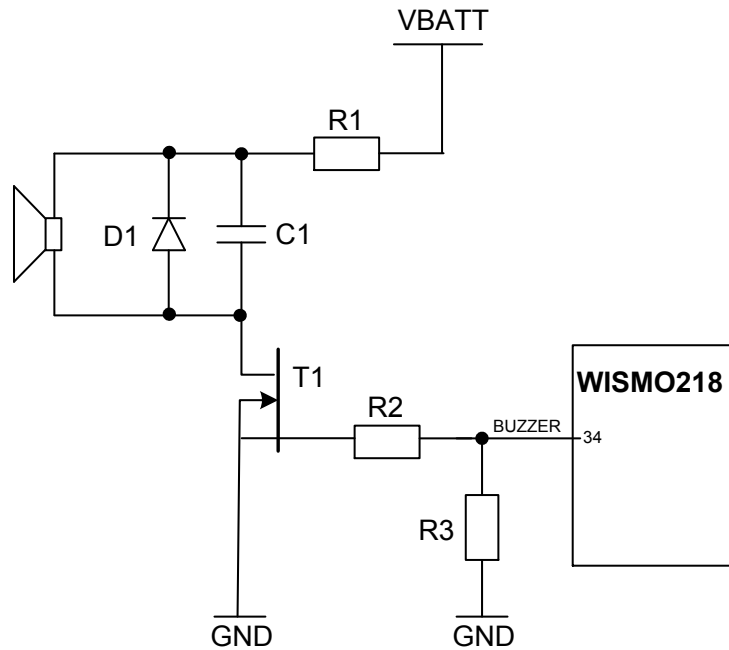 VBATT
R1
D1
C1
T1
WISMO218
R2
BUZZER
34
R3
GND
GND